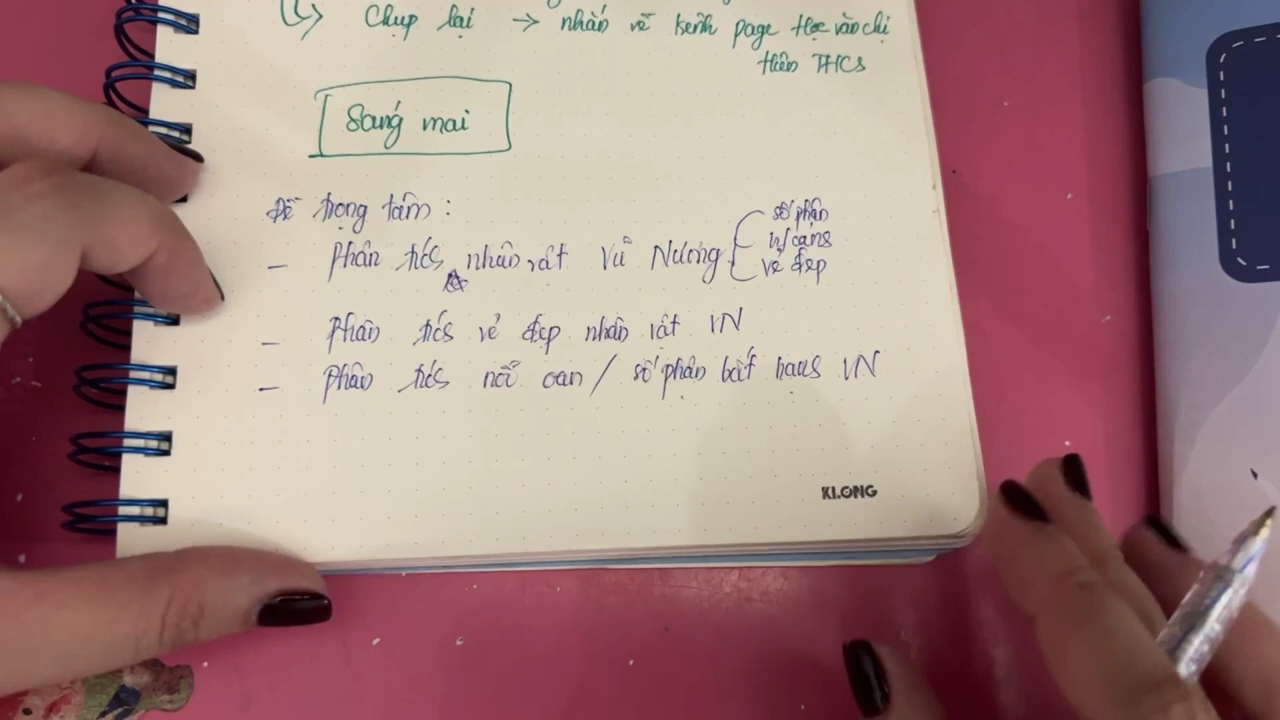 Chụp lại → nhắn về kênh page Học văn chị
Hiên THCS
Sáng mai
Đề trọng tâm :
- Phân tích nhân vật Vũ Nương
số phận
h/cảnh
vẻ đẹp
- Phân tích vẻ đẹp nhân vật VN
- Phân tích nỗi oan / số phận bất hạnh VN
KLONG